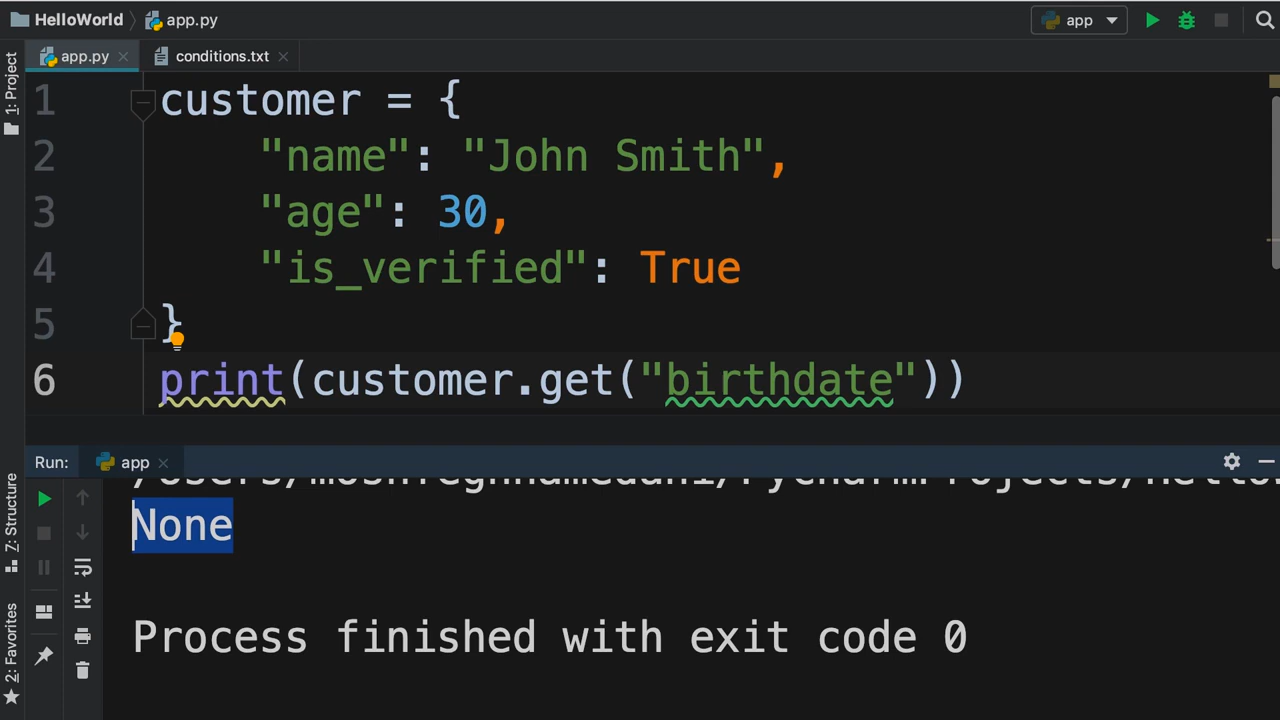 HelloWorld app.py app
app.py conditions.txt
1: Project
1 customer = {
2 "name": "John Smith",
3 "age": 30,
4 "is_verified": True
5 }
6 print(customer.get("birthdate"))
Run: app
None
Process finished with exit code 0
Z: Structure
2: Favorites